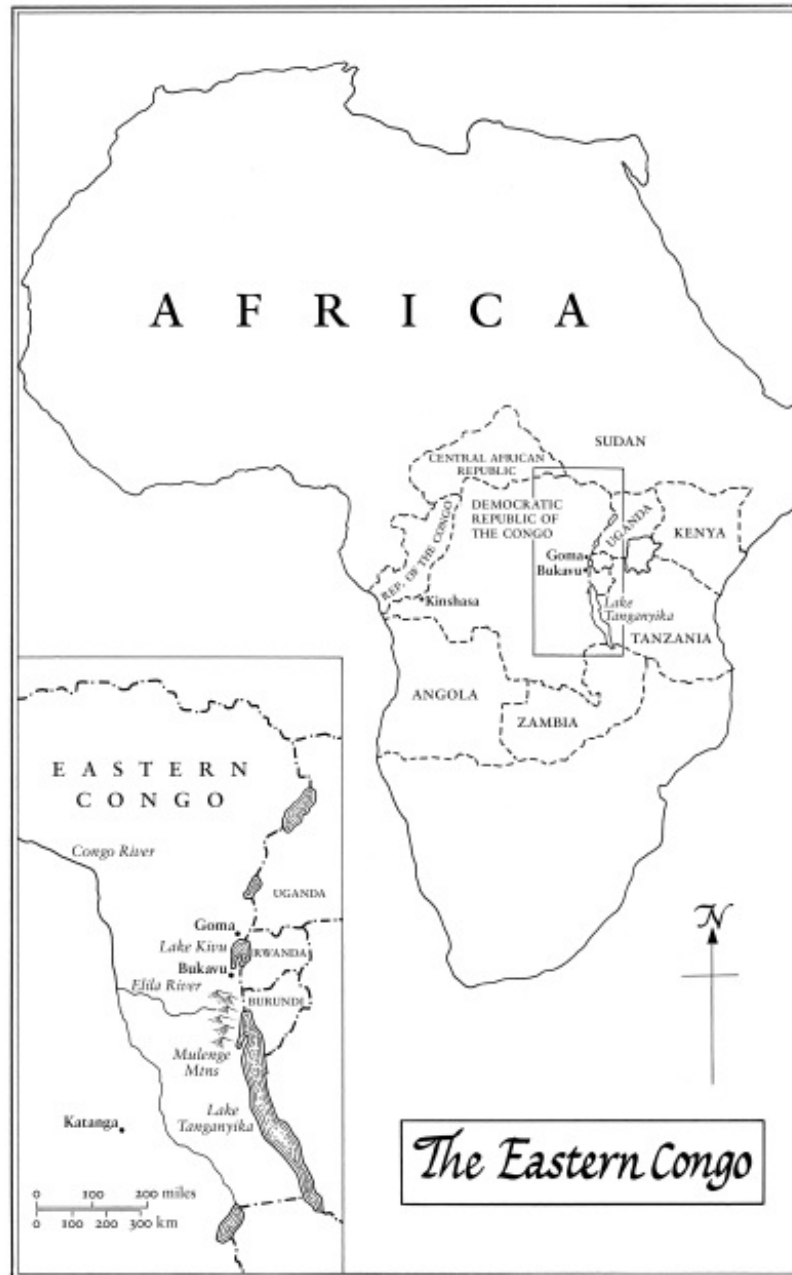 AFRICA
SUDAN
CENTRAL AFRICAN
REPUBLIC
DEMOCRATIC
REPUBLIC OF
THE CONGO
REP. OF THE CONGO
UGANDA
KENYA
Goma
Bukavu
Kinshasa
Lake
Tanganyika
TANZANIA
ANGOLA
ZAMBIA
EASTERN
CONGO
Congo River
UGANDA
Goma
Lake Kivu
RWANDA
Bukavu
Elila River
BURUNDI
Mulenge
Mtns
Lake
Tanganyika
Katanga
0 100 200 miles
0 100 200 300 km
N
The Eastern Congo